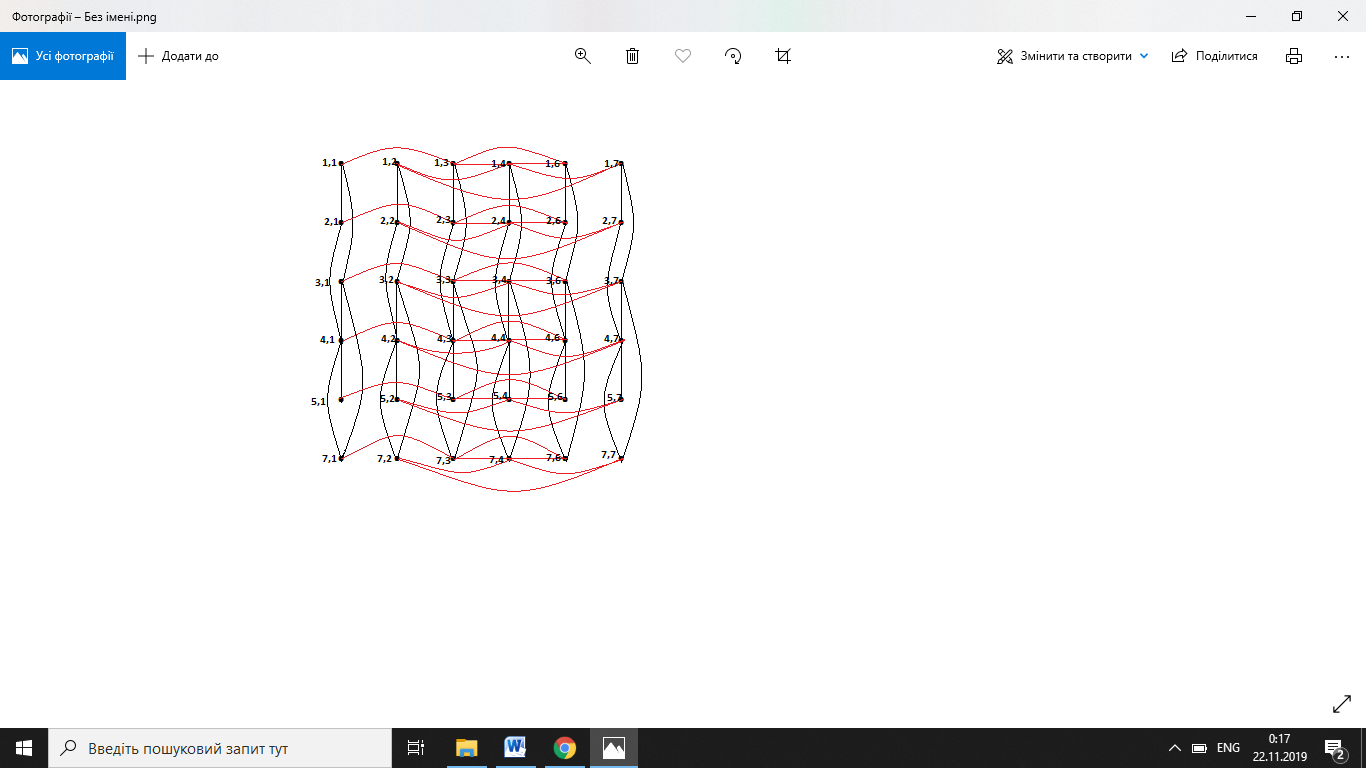 Фотографії – Без імені.png
Усі фотографії
Додати до
Змінити та створити
Поділитися
1,1 1,2 1,3 1,4 1,6 1,7
2,1 2,2 2,3 2,4 2,6 2,7
3,1 3,2 3,3 3,4 3,6 3,7
4,1 4,2 4,3 4,4 4,6 4,7
5,1 5,2 5,3 5,4 5,6 5,7
7,1 7,2 7,3 7,4 7,6 7,7
Введіть пошуковий запит тут
ENG
0:17
22.11.2019
2